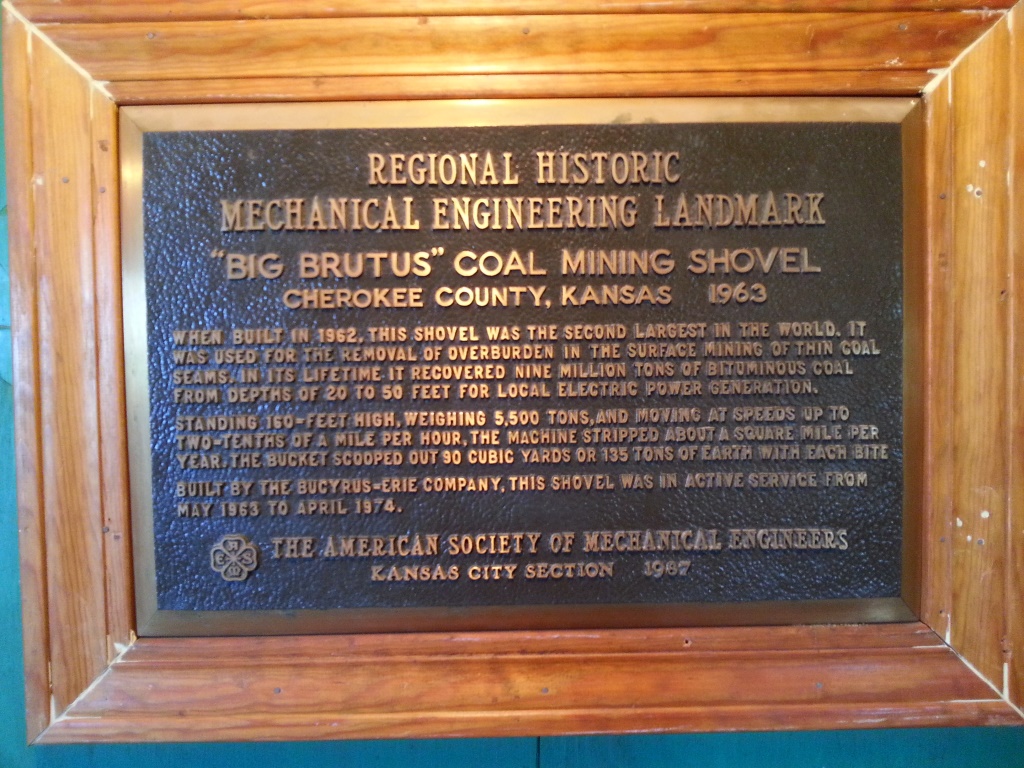 REGIONAL HISTORIC
MECHANICAL ENGINEERING LANDMARK
"BIG BRUTUS" COAL MINING SHOVEL
CHEROKEE COUNTY, KANSAS 1963
WHEN BUILT IN 1962, THIS SHOVEL WAS THE SECOND LARGEST IN THE WORLD. IT
WAS USED FOR THE REMOVAL OF OVERBURDEN IN THE SURFACE MINING OF THIN COAL
SEAMS. IN ITS LIFETIME IT RECOVERED NINE MILLION TONS OF BITUMINOUS COAL
FROM DEPTHS OF 20 TO 50 FEET FOR LOCAL ELECTRIC POWER GENERATION.
STANDING 160-FEET HIGH, WEIGHING 5,500 TONS, AND MOVING AT SPEEDS UP TO
TWO-TENTHS OF A MILE PER HOUR, THE MACHINE STRIPPED ABOUT A SQUARE MILE PER
YEAR. THE BUCKET SCOOPED OUT 90 CUBIC YARDS OR 135 TONS OF EARTH WITH EACH BITE
BUILT BY THE BUCYRUS-ERIE COMPANY, THIS SHOVEL WAS IN ACTIVE SERVICE FROM
MAY 1963 TO APRIL 1974.
ASME THE AMERICAN SOCIETY OF MECHANICAL ENGINEERS
KANSAS CITY SECTION 1987